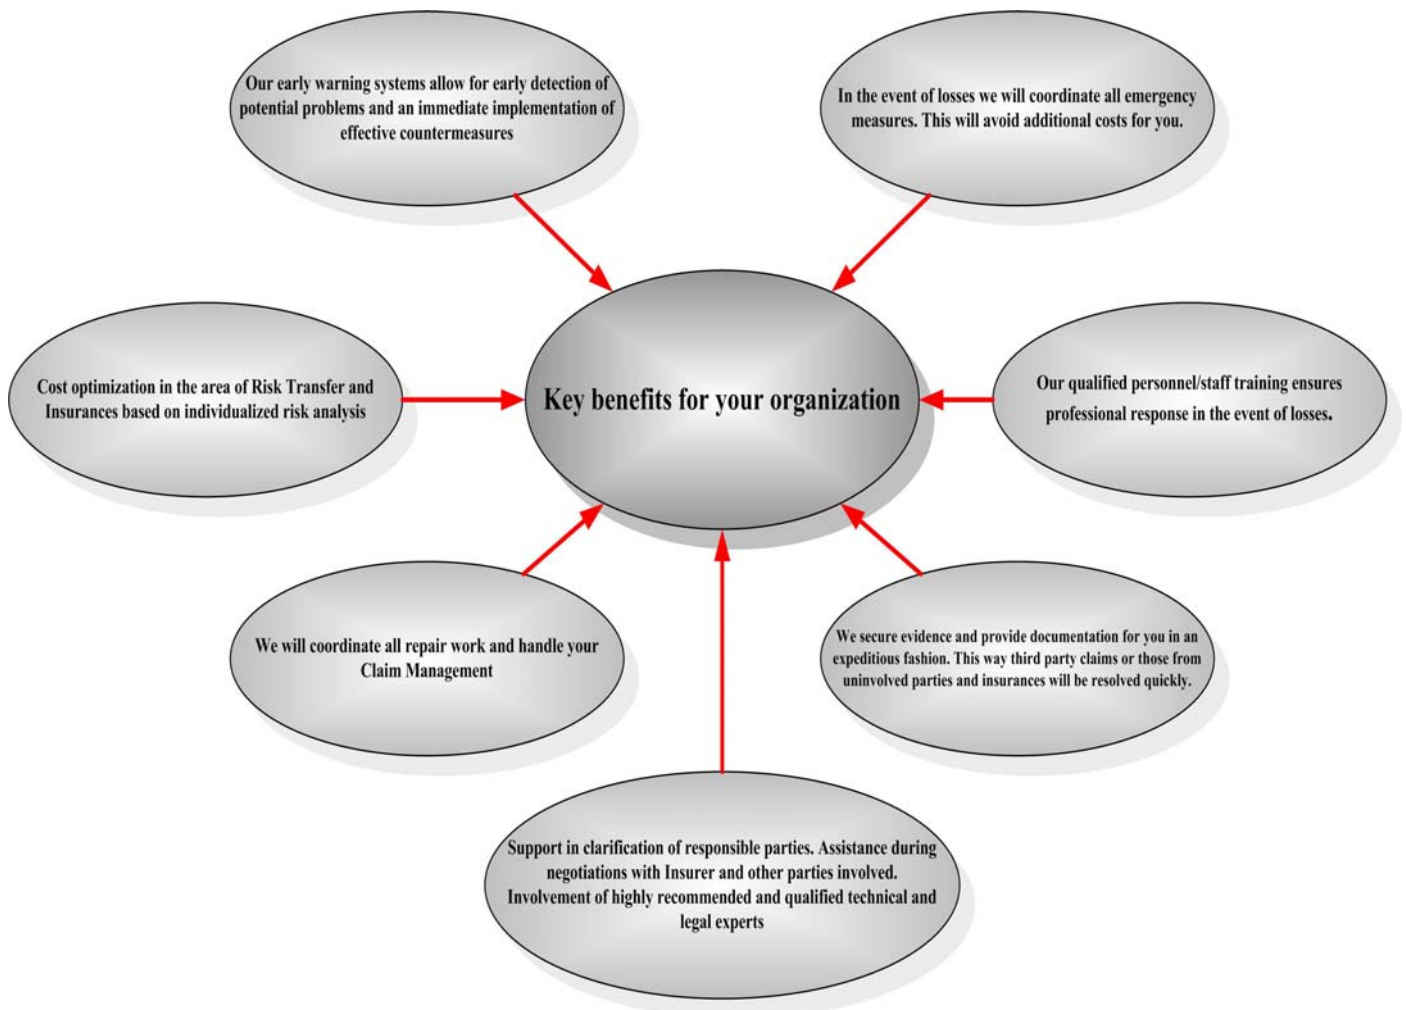 Our early warning systems allow for early detection of
potential problems and an immediate implementation of
effective countermeasures
In the event of losses we will coordinate all emergency
measures. This will avoid additional costs for you.
Cost optimization in the area of Risk Transfer and
Insurances based on individualized risk analysis
Key benefits for your organization
Our qualified personnel/staff training ensures
professional response in the event of losses.
We will coordinate all repair work and handle your
Claim Management
We secure evidence and provide documentation for you in an
expeditious fashion. This way third party claims or those from
uninvolved parties and insurances will be resolved quickly.
Support in clarification of responsible parties. Assistance during
negotiations with Insurer and other parties involved.
Involvement of highly recommended and qualified technical and
legal experts